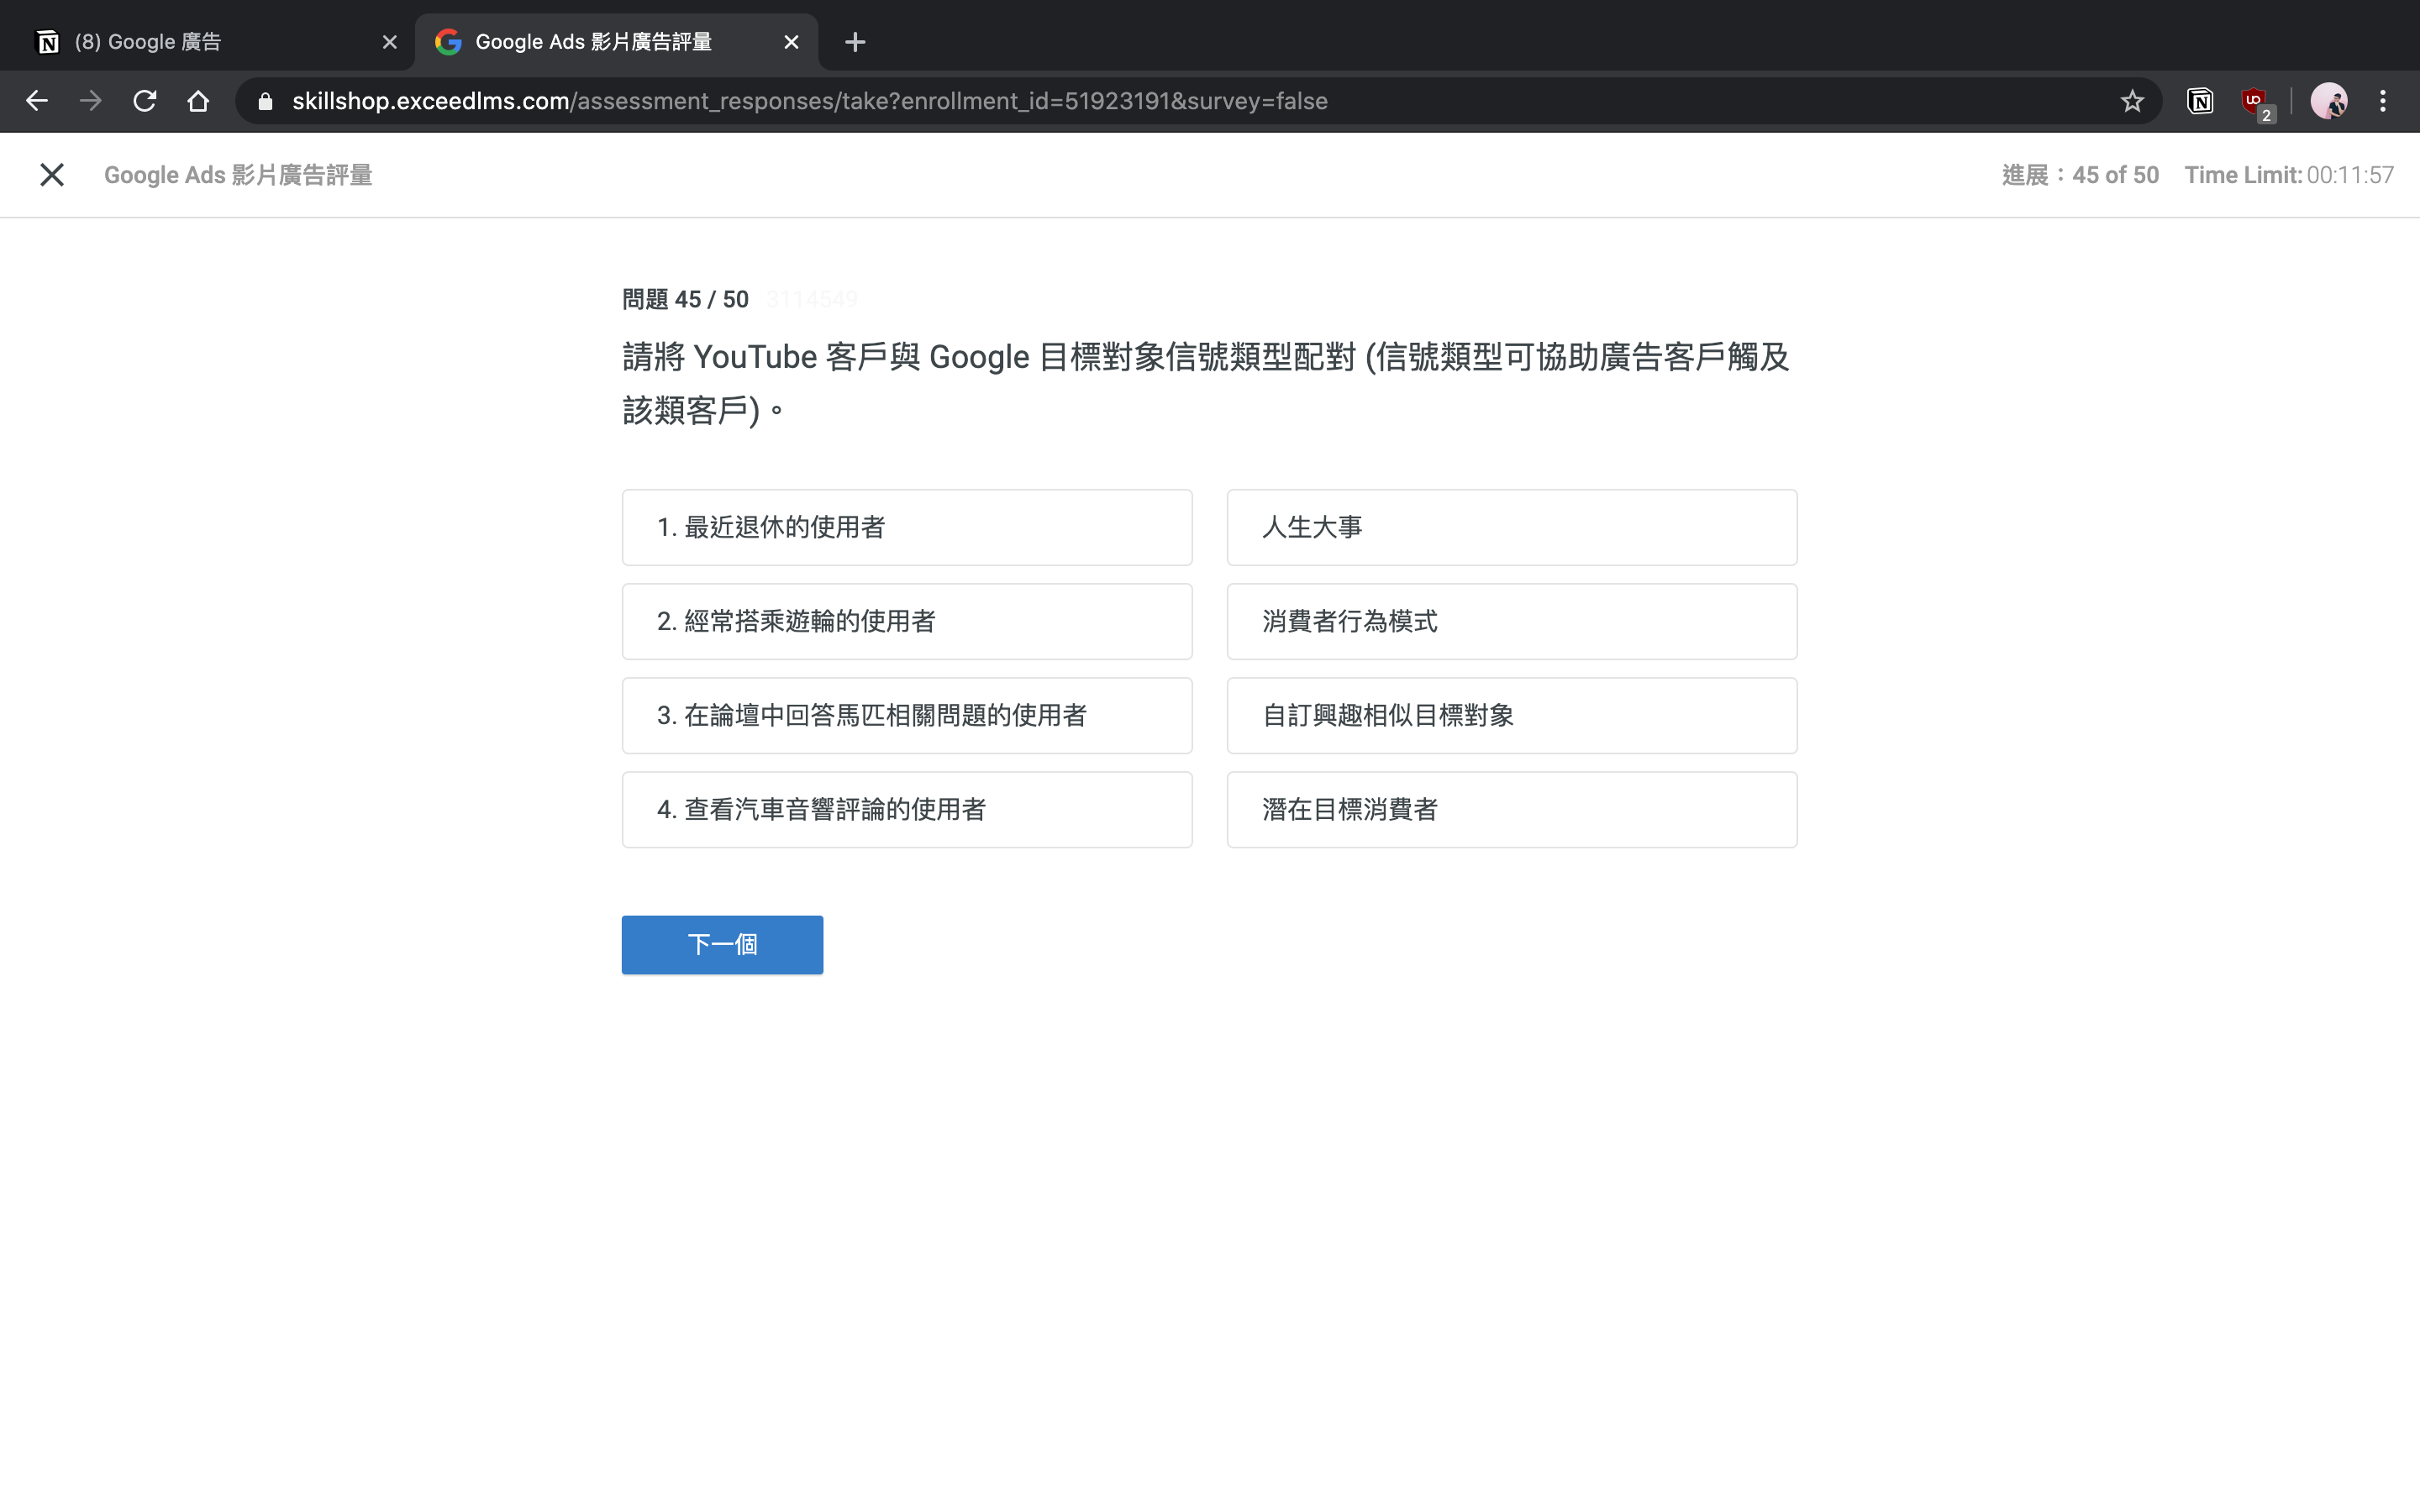 (8) Google 廣告
Google Ads 影片廣告評量
skillshop.exceedlms.com/assessment_responses/take?enrollment_id=51923191&survey=false
2
Google Ads 影片廣告評量
進展：45 of 50 Time Limit: 00:11:57
問題 45 / 50 3114549
請將 YouTube 客戶與 Google 目標對象信號類型配對 (信號類型可協助廣告客戶觸及
該類客戶)。
1. 最近退休的使用者
人生大事
2. 經常搭乘遊輪的使用者
消費者行為模式
3. 在論壇中回答馬匹相關問題的使用者
自訂興趣相似目標對象
4. 查看汽車音響評論的使用者
潛在目標消費者
下一個